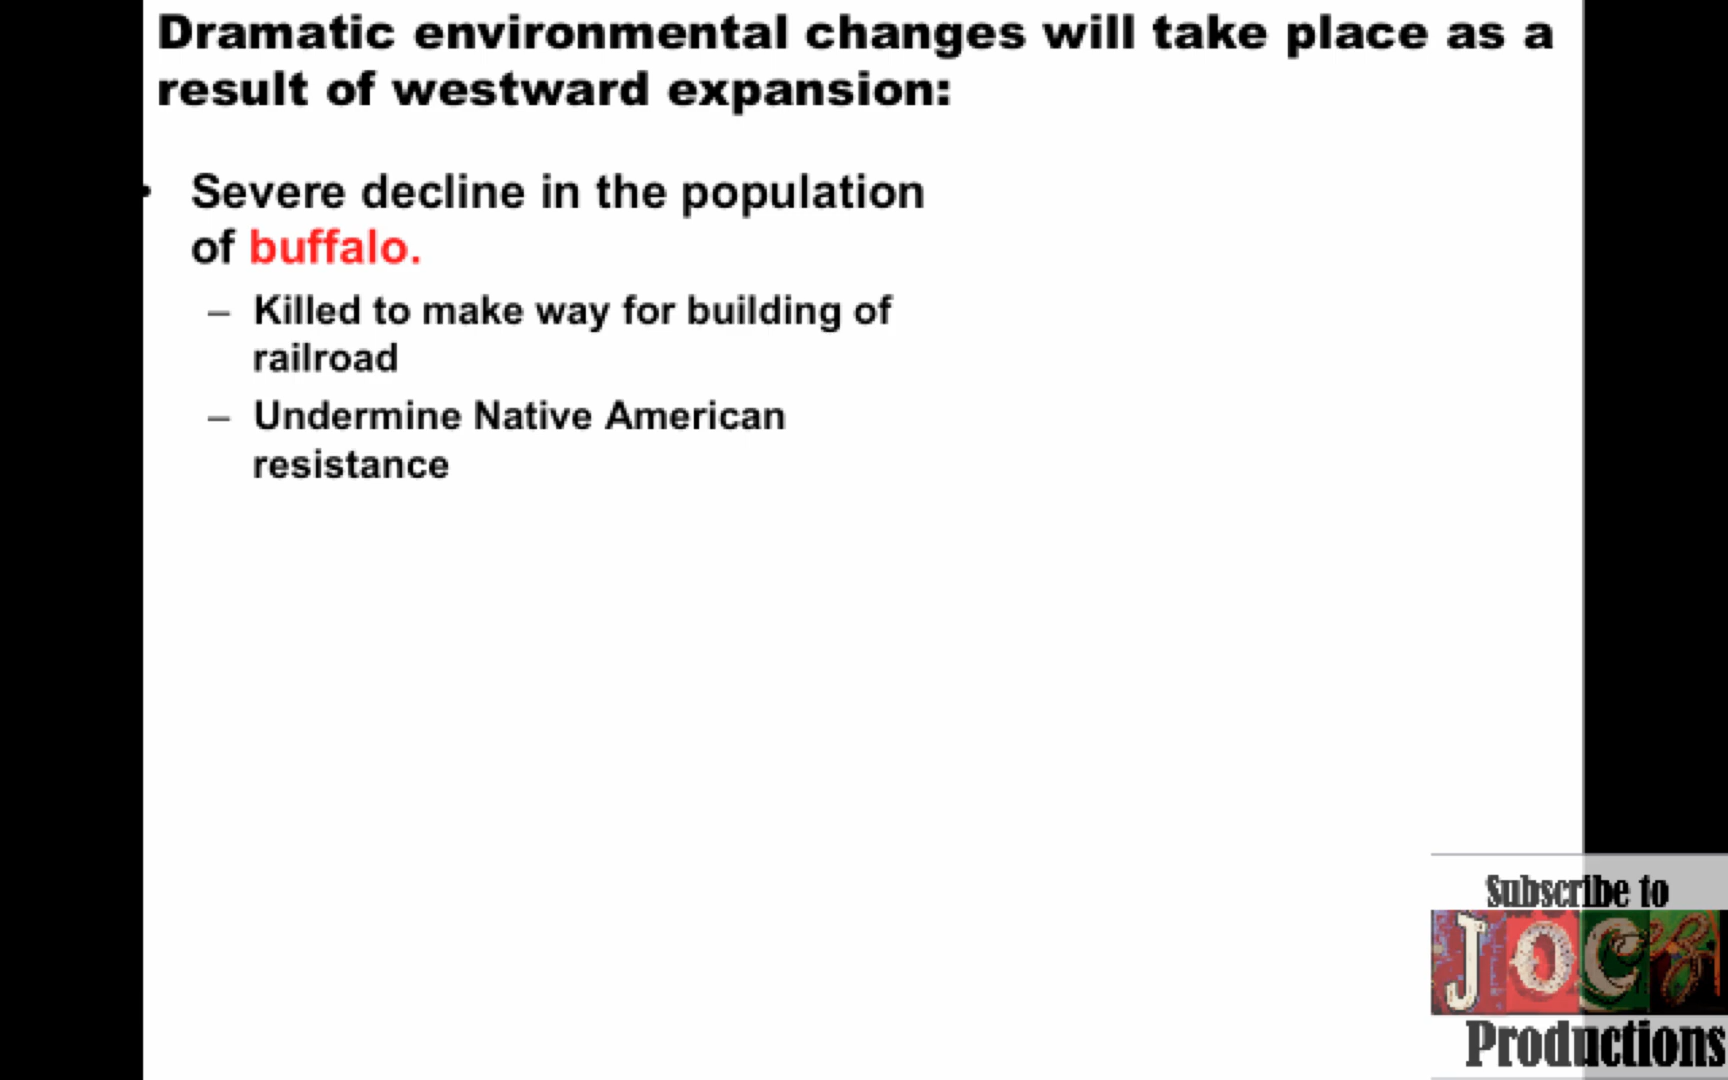 Dramatic environmental changes will take place as a
result of westward expansion:
• Severe decline in the population
of buffalo.
– Killed to make way for building of
railroad
– Undermine Native American
resistance
Subscribe to
JOCZ
Productions